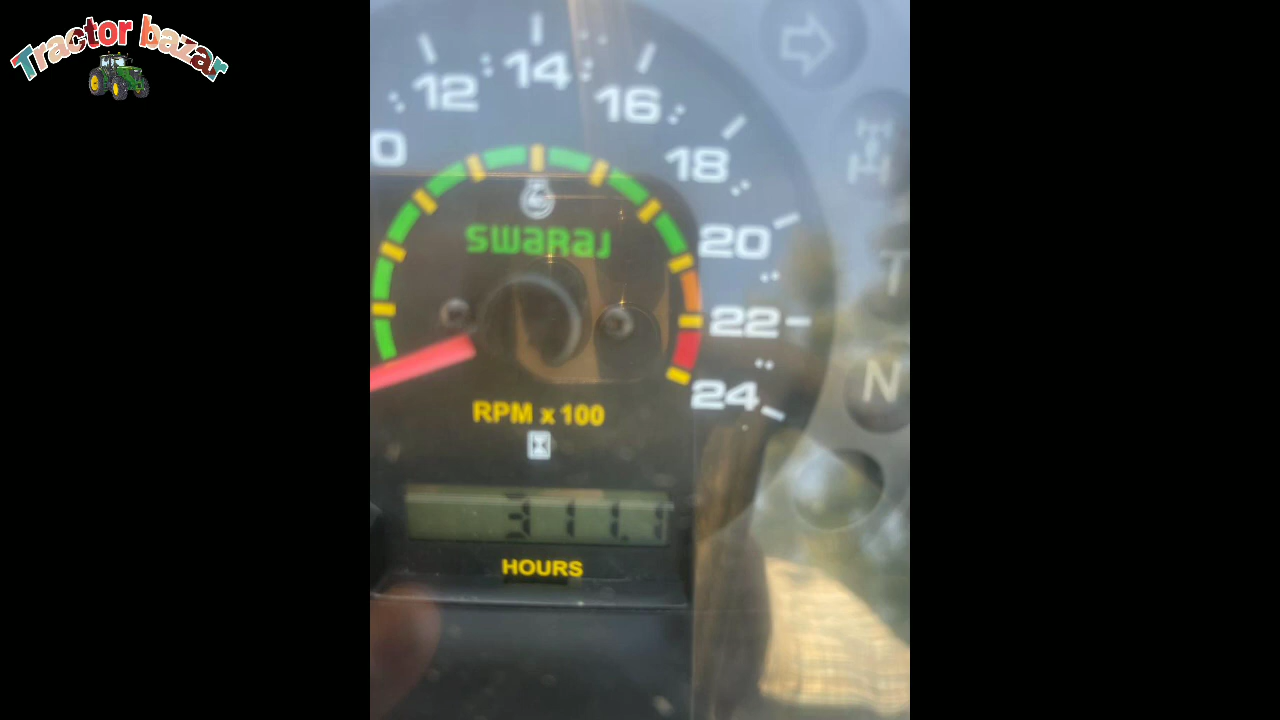 Tractor bazar
12
14
16
18
20
22
24
SWARAJ
T
N
RPM x 100
HOURS